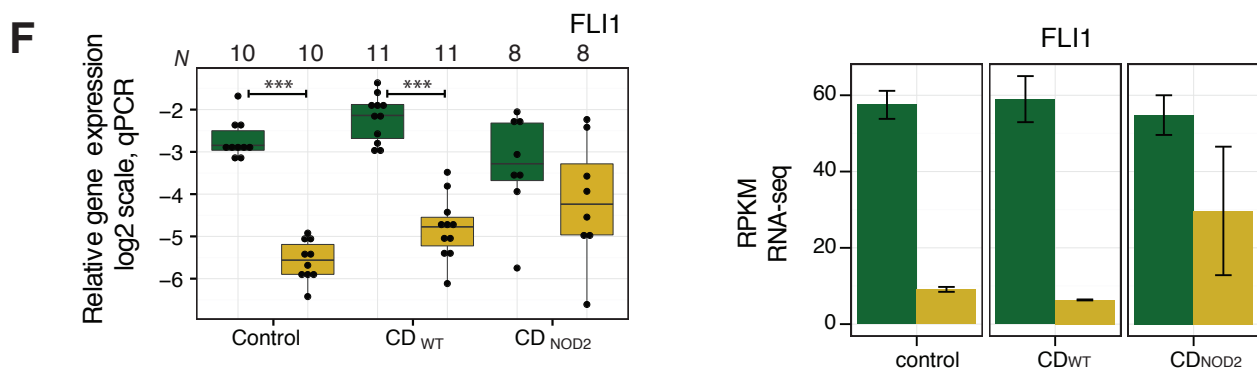 F
FLI1
N 10 10 11 11 8 8
Relative gene expression
log2 scale, qPCR
−2
−3
−4
−5
−6
***
***
Control
CD WT
CD NOD2
FLI1
RPKM
RNA-seq
60
40
20
0
control
CDWT
CDNOD2